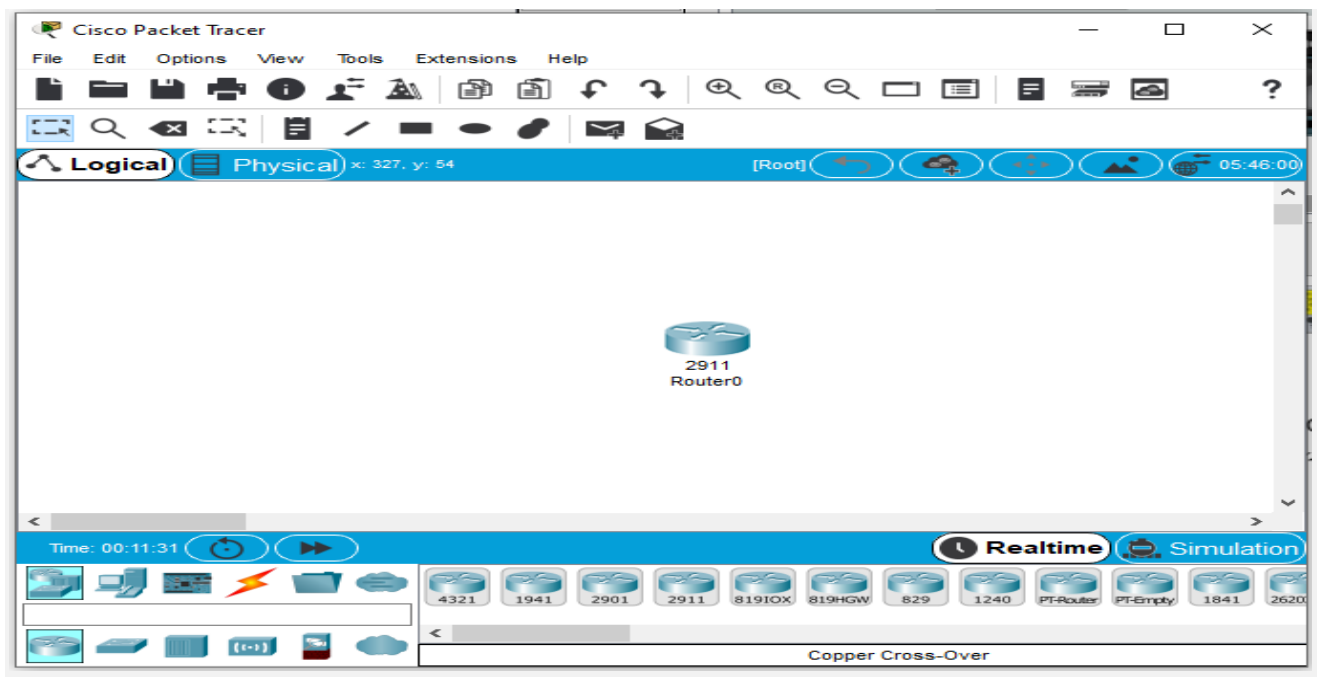 Cisco Packet Tracer
File Edit Options View Tools Extensions Help
R ?
Logical Physical x: 327, y: 54 [Root] 05:46:00
2911
Router0
Time: 00:11:31 Realtime Simulation
4321 1941 2901 2911 819IOX 819HGW 829 1240 PT-Router PT-Empty 1841 2620
Copper Cross-Over